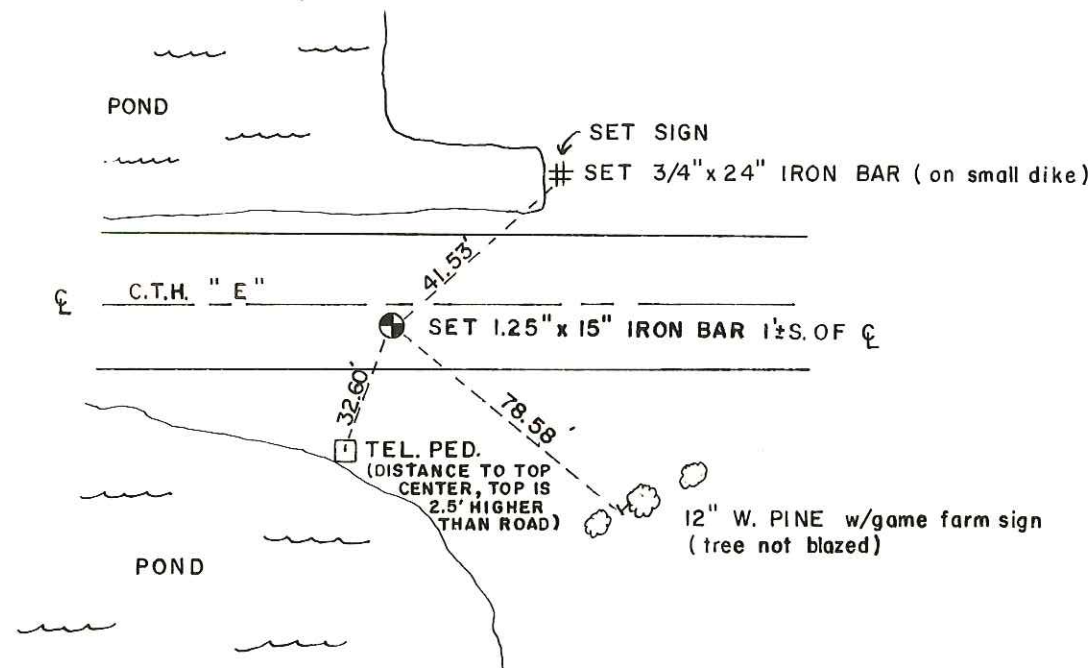 POND
SET SIGN
SET 3/4" x 24" IRON BAR (on small dike)
41.53'
C.T.H. "E"
℄
SET 1.25" x 15" IRON BAR 1'± S. OF ℄
32.60'
78.58'
TEL. PED.
(DISTANCE TO TOP
CENTER, TOP IS
2.5' HIGHER
THAN ROAD)
12" W. PINE w/game farm sign
(tree not blazed)
POND